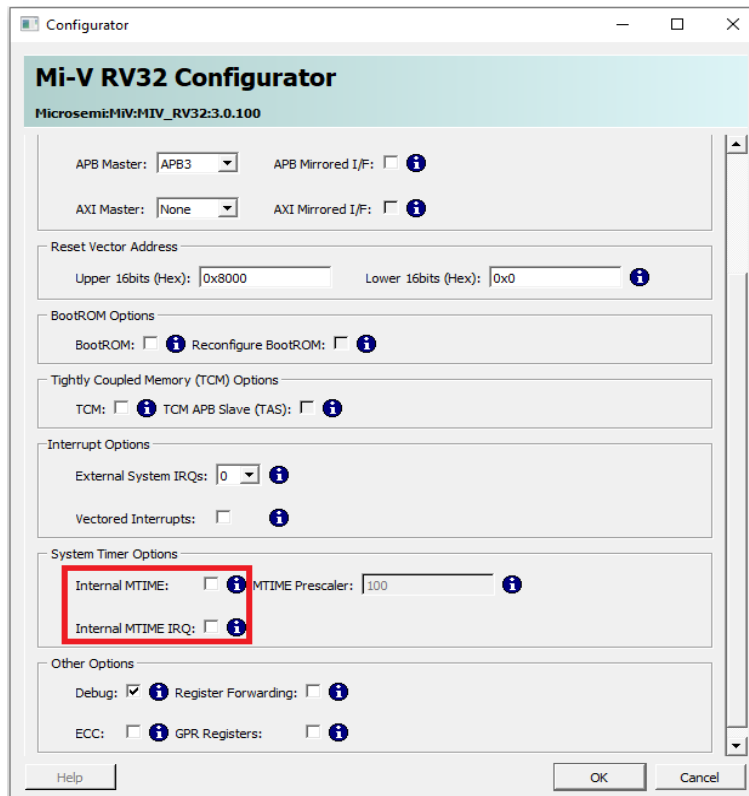 Configurator
Mi-V RV32 Configurator
Microsemi:MiV:MIV_RV32:3.0.100
APB Master: APB3 APB Mirrored I/F:
AXI Master: None AXI Mirrored I/F:
Reset Vector Address
Upper 16bits (Hex): 0x8000 Lower 16bits (Hex): 0x0
BootROM Options
BootROM: Reconfigure BootROM:
Tightly Coupled Memory (TCM) Options
TCM: TCM APB Slave (TAS):
Interrupt Options
External System IRQs: 0
Vectored Interrupts:
System Timer Options
Internal MTIME: MTIME Prescaler: 100
Internal MTIME IRQ:
Other Options
Debug: Register Forwarding:
ECC: GPR Registers:
Help OK Cancel